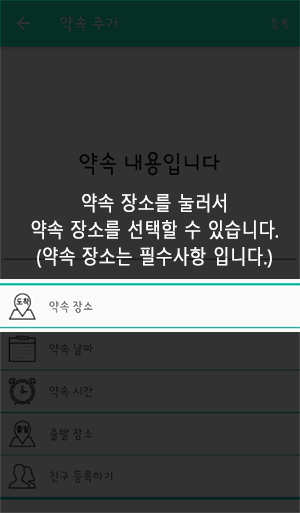 약속 추가 등록
약속 내용입니다
약속 장소를 눌러서
약속 장소를 선택할 수 있습니다.
(약속 장소는 필수사항 입니다.)
도착 약속 장소
약속 날짜
약속 시간
출발 출발 장소
친구 등록하기